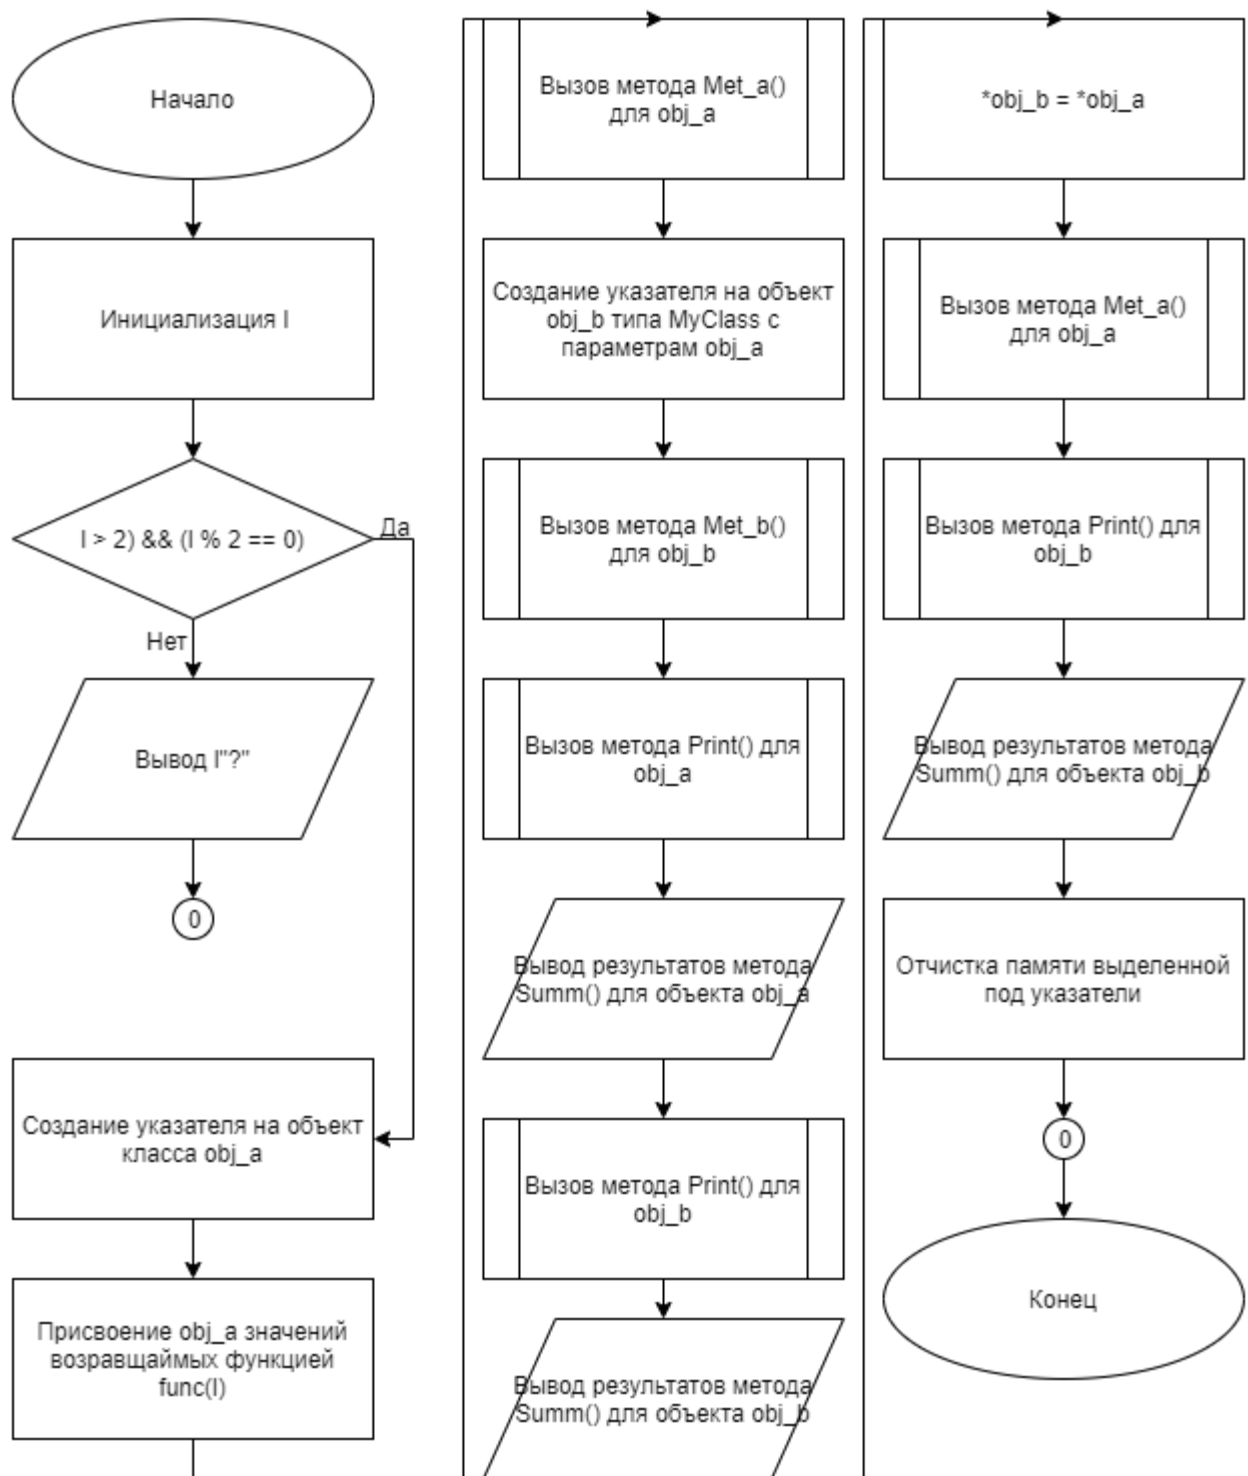 Начало
Инициализация I
I > 2) && (I % 2 == 0)
Да
Нет
Вывод I"?"
0
Создание указателя на объект
класса obj_a
Присвоение obj_a значений
возравщаймых функцией
func(I)
Вызов метода Met_a()
для obj_a
Создание указателя на объект
obj_b типа MyClass с
параметрам obj_a
Вызов метода Met_b()
для obj_b
Вызов метода Print() для
obj_a
Вывод результатов метода
Summ() для объекта obj_a
Вызов метода Print() для
obj_b
Вывод результатов метода
Summ() для объекта obj_b
*obj_b = *obj_a
Вызов метода Met_a()
для obj_a
Вызов метода Print() для
obj_b
Вывод результатов метода
Summ() для объекта obj_b
Отчистка памяти выделенной
под указатели
0
Конец